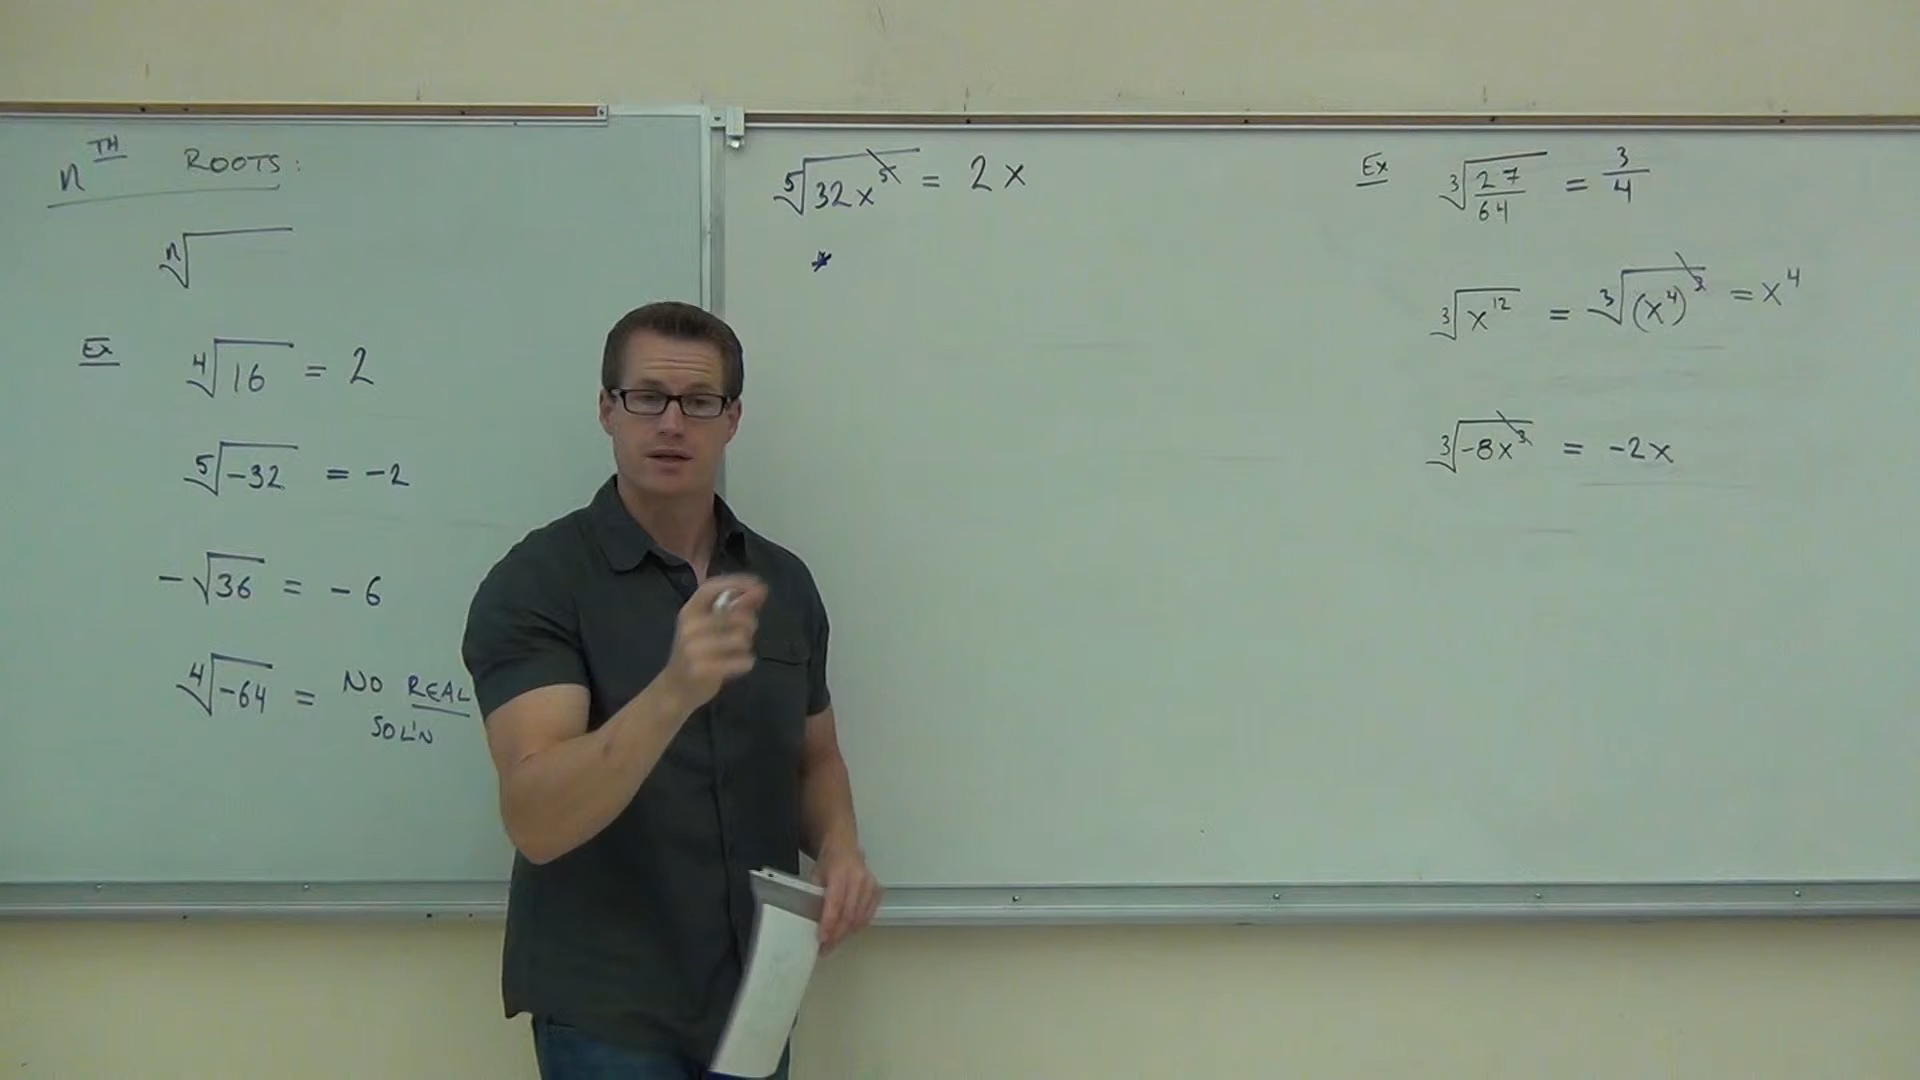 nTH ROOTS:
ⁿ√
Ex ⁴√16 = 2
⁵√-32 = -2
-√36 = -6
⁴√-64 = NO REAL
SOL'N
⁵√32x⁵ = 2x
*
Ex ³√(27/64) = 3/4
³√x¹² = ³√(x⁴)³ = x⁴
³√-8x³ = -2x